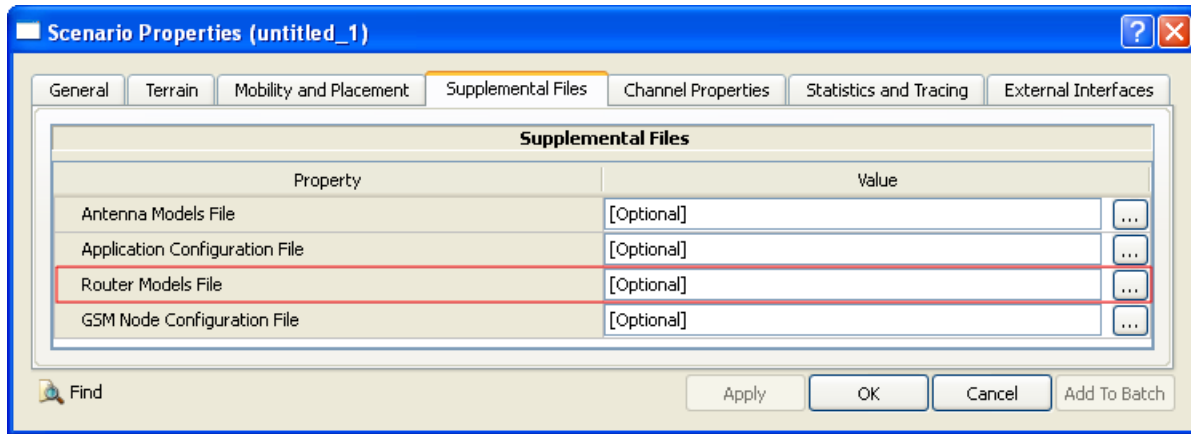 Scenario Properties (untitled_1)
General Terrain Mobility and Placement Supplemental Files Channel Properties Statistics and Tracing External Interfaces
Supplemental Files
Property Value
Antenna Models File [Optional] ...
Application Configuration File [Optional] ...
Router Models File [Optional] ...
GSM Node Configuration File [Optional] ...
Find Apply OK Cancel Add To Batch